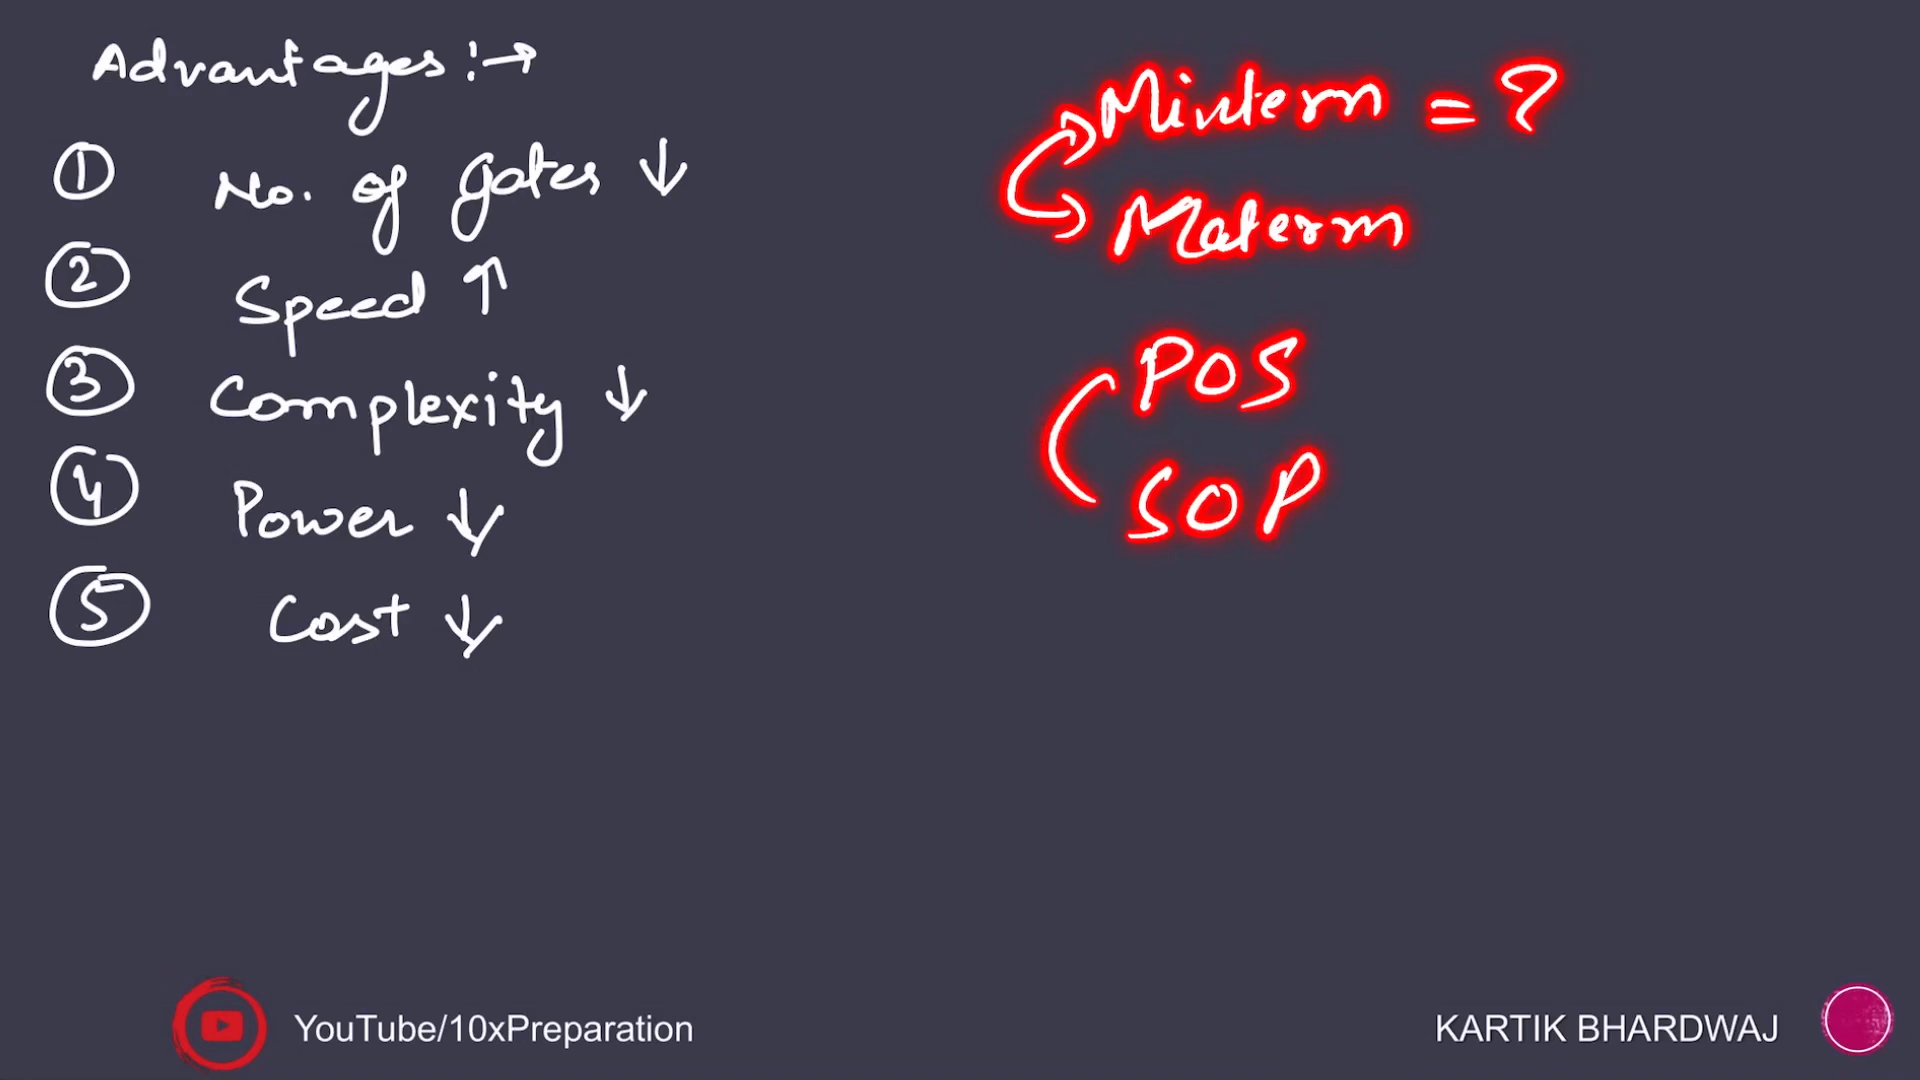 Advantages :→
① No. of gates ↓
② Speed ↑
③ Complexity ↓
④ Power ↓
⑤ Cost ↓
Minterm = ?
Materm
POS
SOP
YouTube/10xPreparation
KARTIK BHARDWAJ